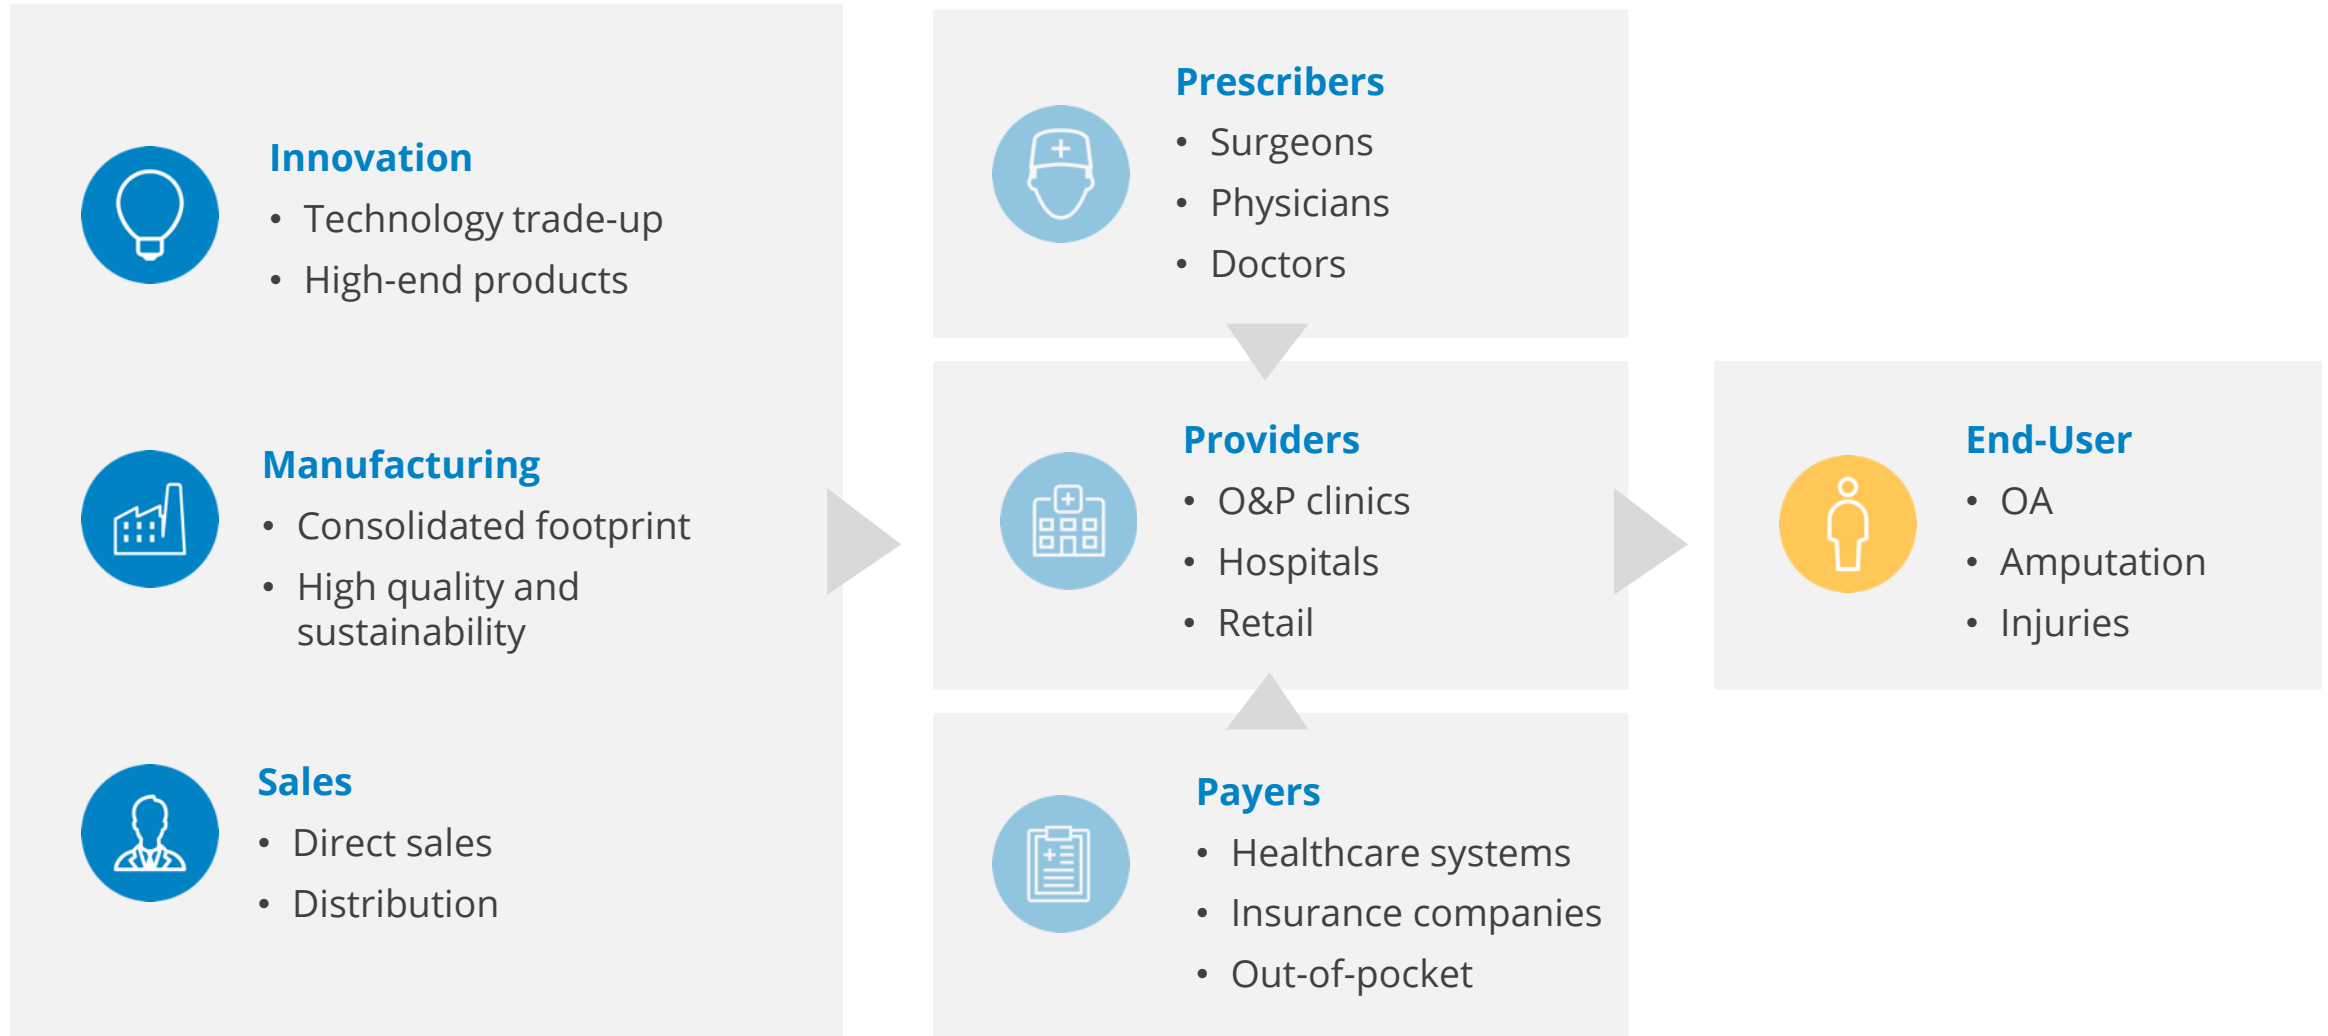 Innovation
• Technology trade-up
• High-end products
Manufacturing
• Consolidated footprint
• High quality and
sustainability
Sales
• Direct sales
• Distribution
Prescribers
• Surgeons
• Physicians
• Doctors
Providers
• O&P clinics
• Hospitals
• Retail
Payers
• Healthcare systems
• Insurance companies
• Out-of-pocket
End-User
• OA
• Amputation
• Injuries